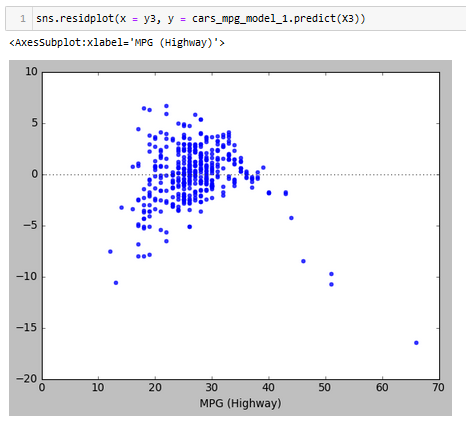 1 sns.residplot(x = y3, y = cars_mpg_model_1.predict(X3))
<AxesSubplot:xlabel='MPG (Highway)'>
10
5
0
−5
−10
−15
−20
0 10 20 30 40 50 60 70
MPG (Highway)